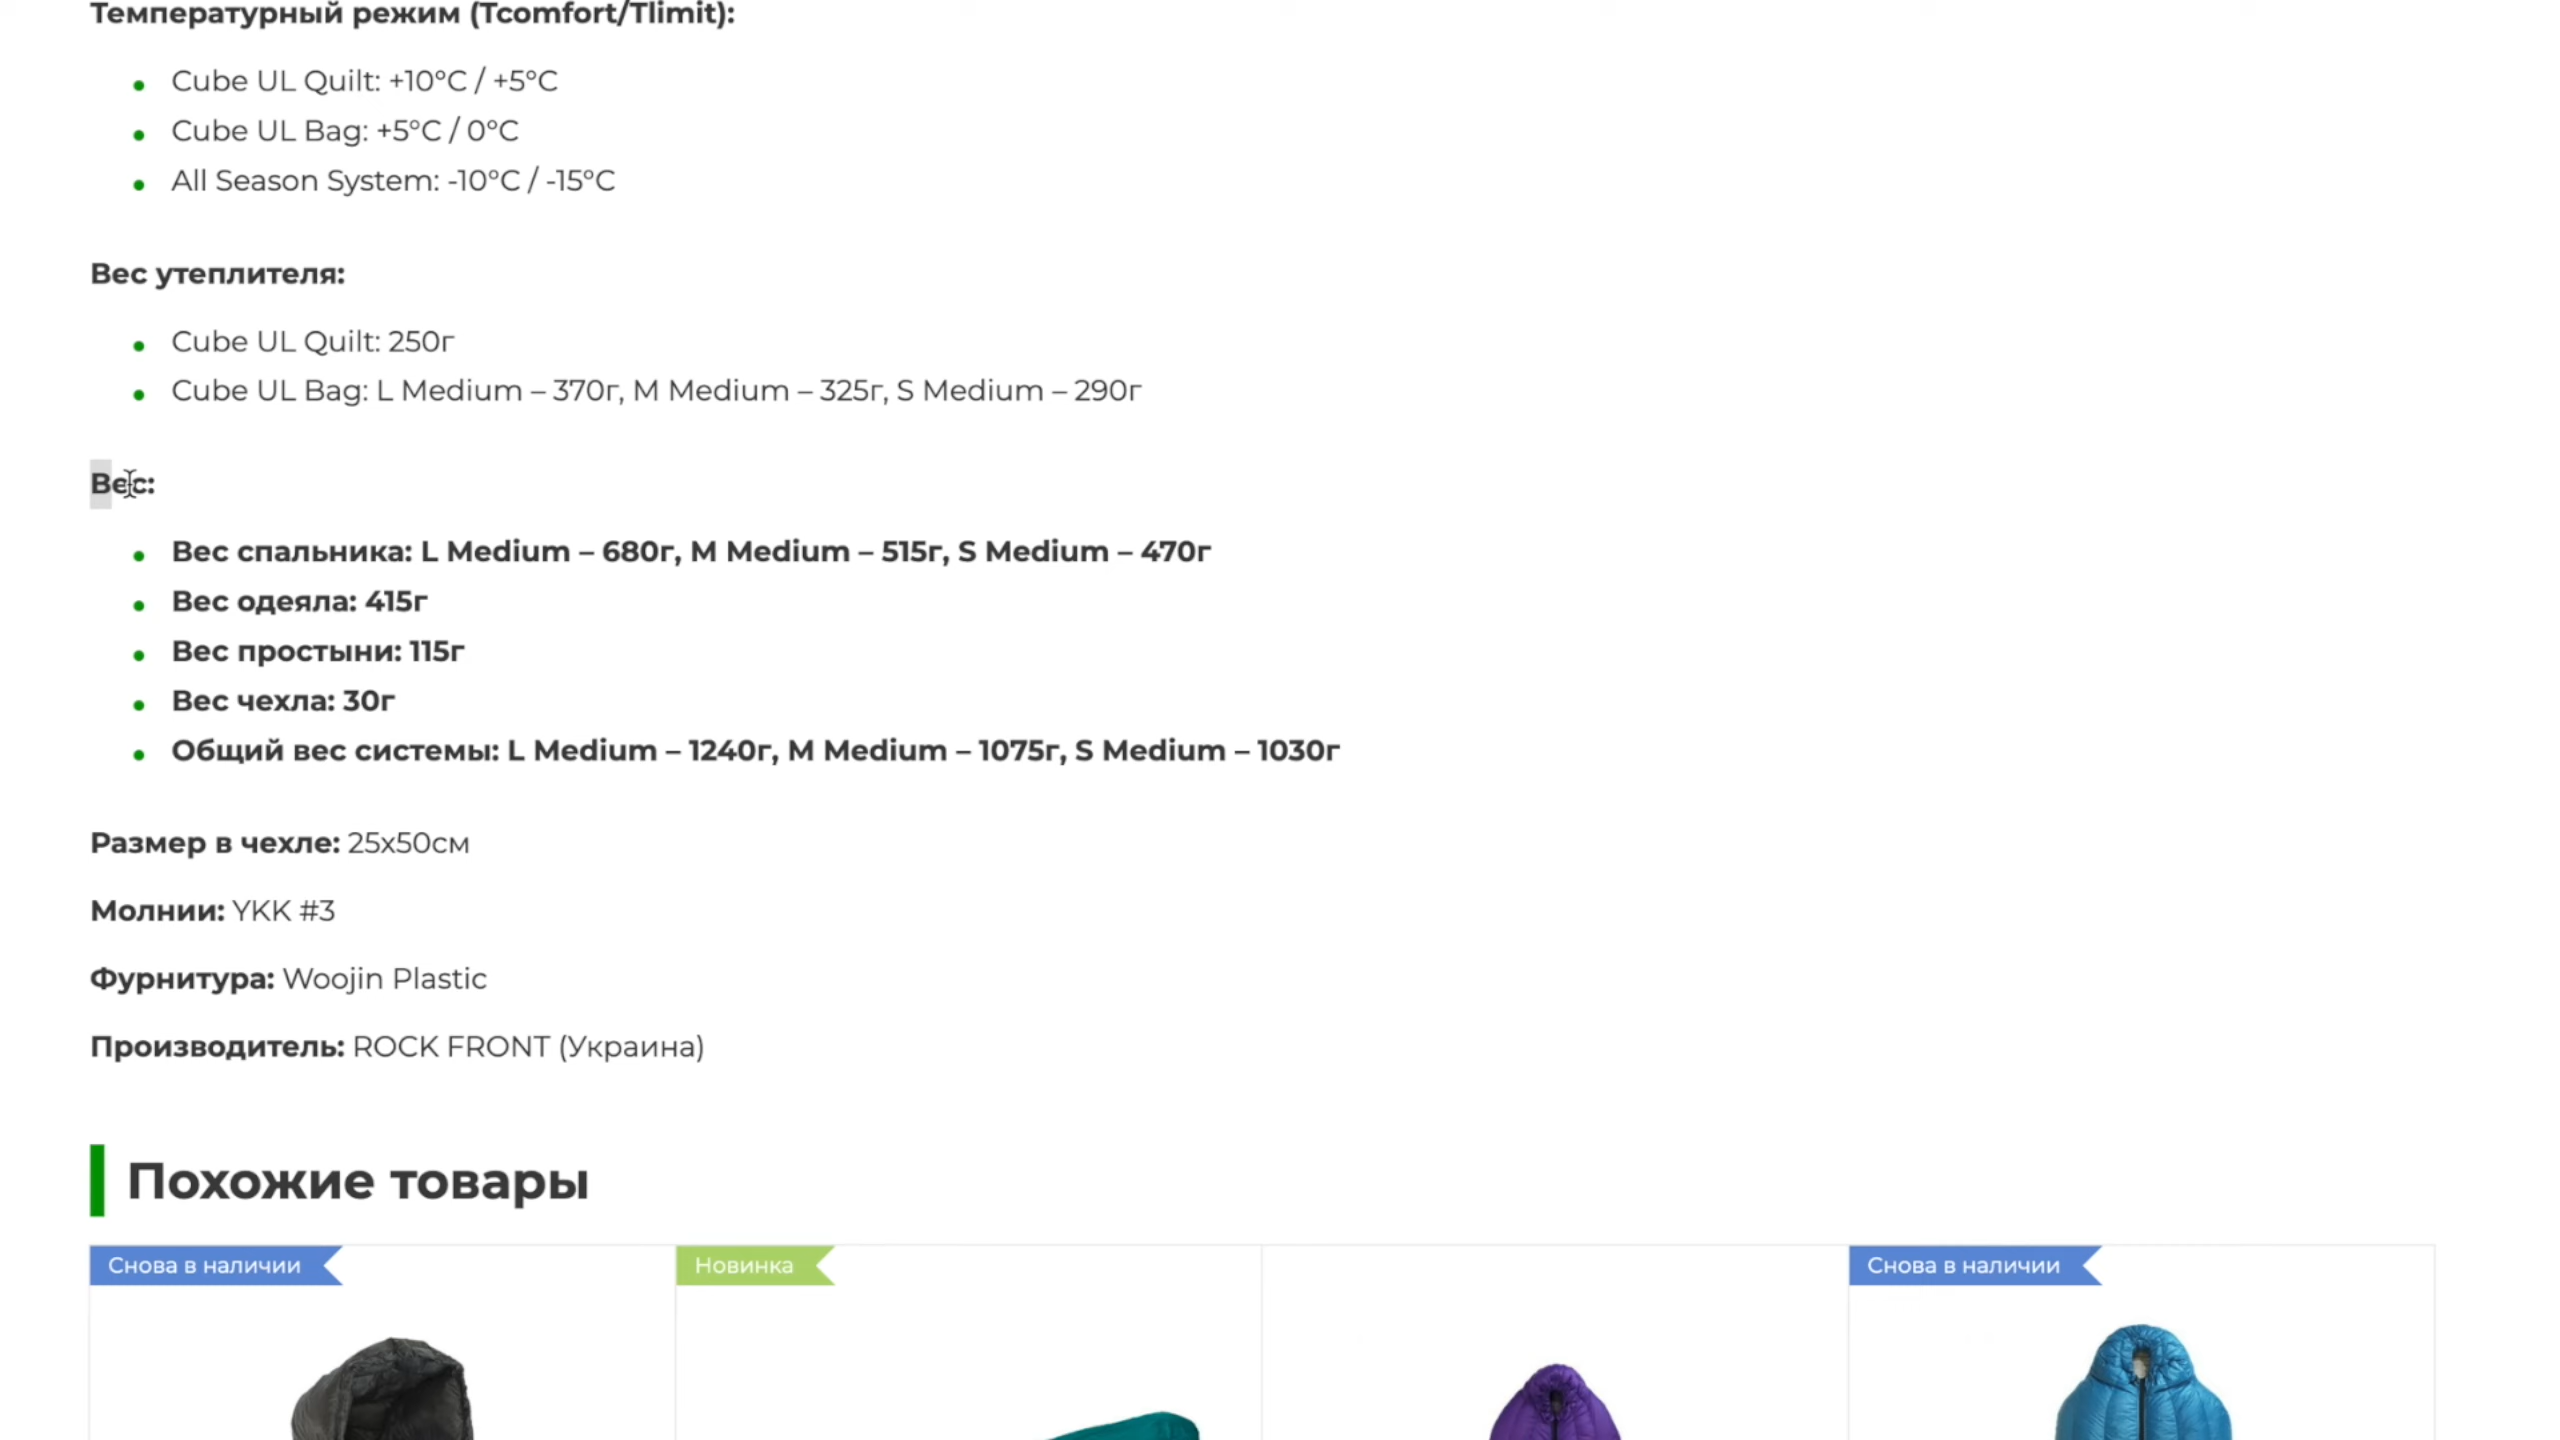 Температурный режим (Tcomfort/Tlimit):
Cube UL Quilt: +10°C / +5°C
Cube UL Bag: +5°C / 0°C
All Season System: -10°C / -15°C
Вес утеплителя:
Cube UL Quilt: 250г
Cube UL Bag: L Medium – 370г, M Medium – 325г, S Medium – 290г
Вес:
Вес спальника: L Medium – 680г, M Medium – 515г, S Medium – 470г
Вес одеяла: 415г
Вес простыни: 115г
Вес чехла: 30г
Общий вес системы: L Medium – 1240г, M Medium – 1075г, S Medium – 1030г
Размер в чехле: 25x50см
Молнии: YKK #3
Фурнитура: Woojin Plastic
Производитель: ROCK FRONT (Украина)
Похожие товары
Снова в наличии
Новинка
Снова в наличии